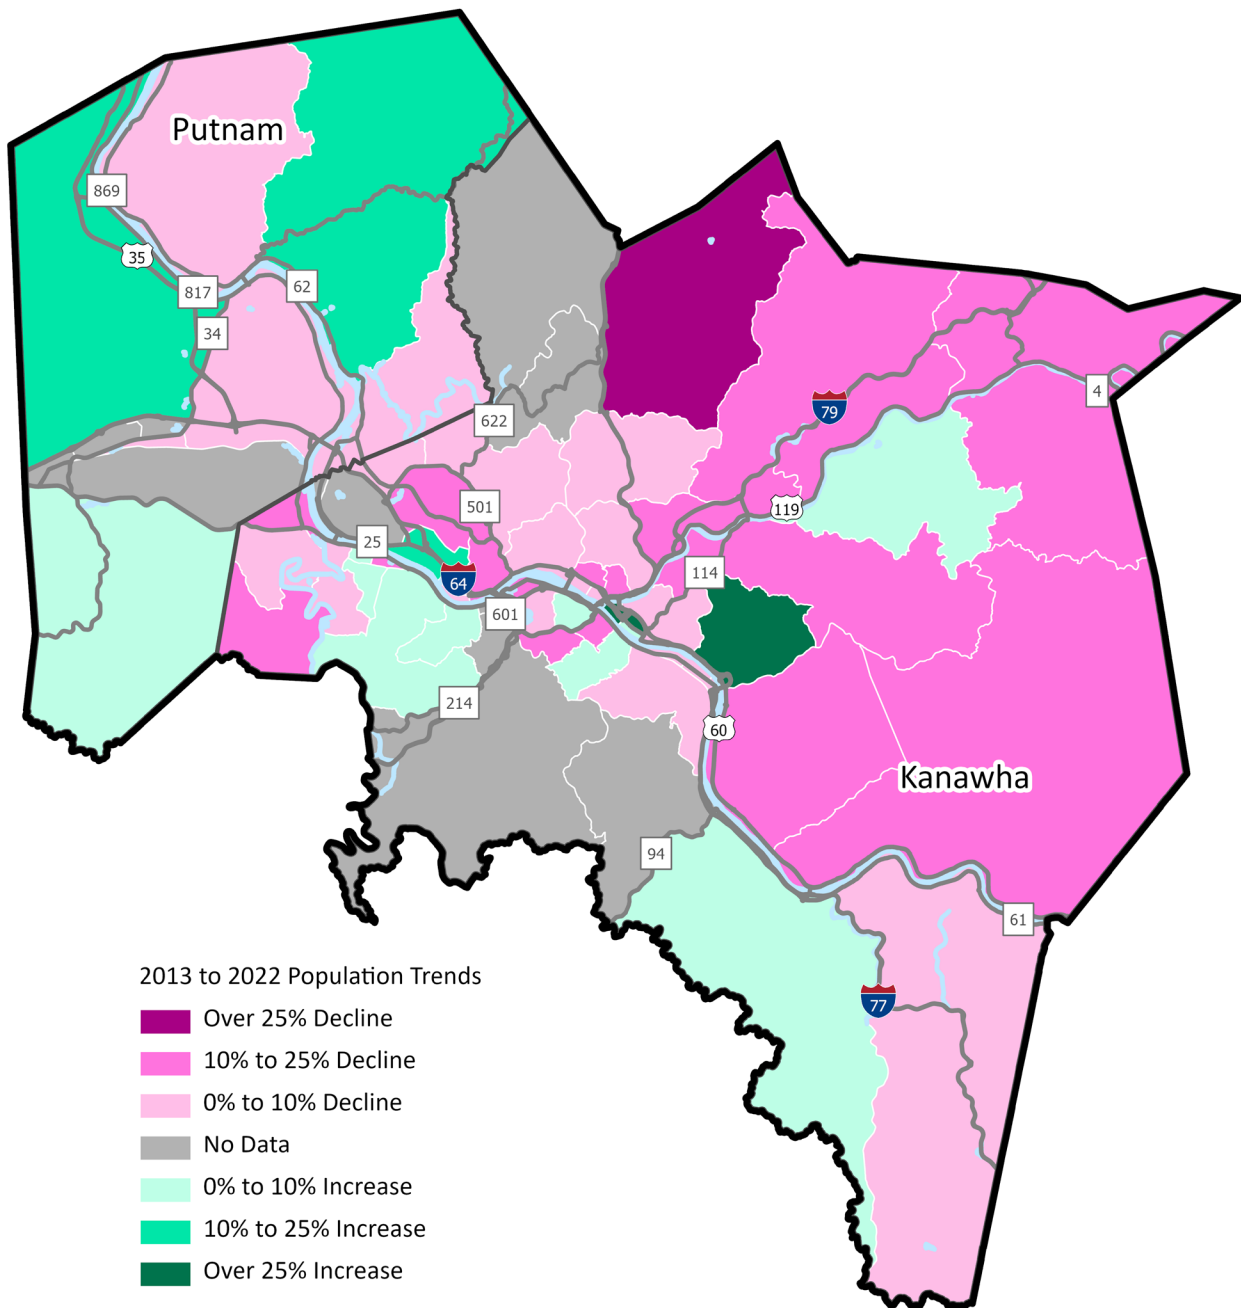 Putnam
869
35
817
62
34
4
79
622
501
119
25
114
64
601
214
60
Kanawha
94
61
77
2013 to 2022 Population Trends
Over 25% Decline
10% to 25% Decline
0% to 10% Decline
No Data
0% to 10% Increase
10% to 25% Increase
Over 25% Increase